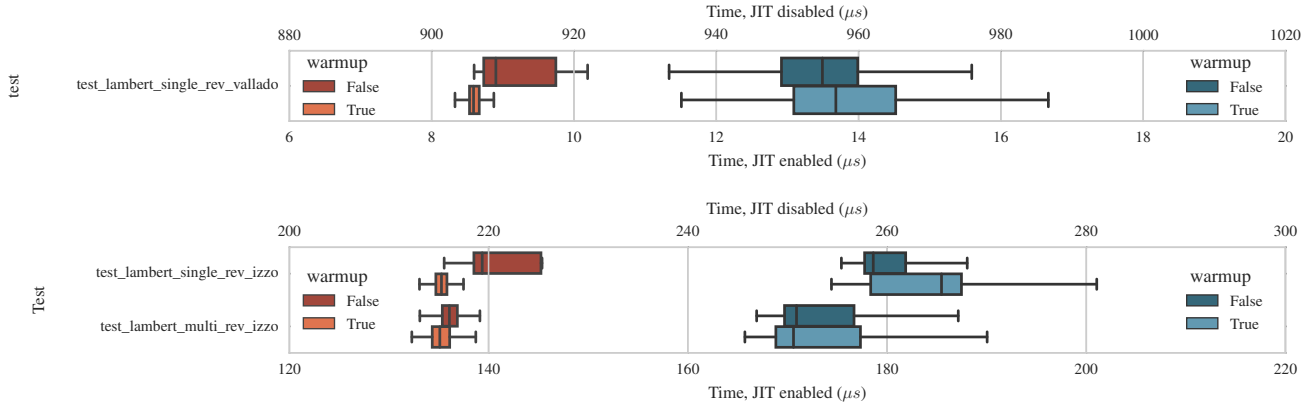 Time, JIT disabled (μs)
880 900 920 940 960 980 1000 1020
test
test_lambert_single_rev_vallado
warmup
False
True
warmup
False
True
6 8 10 12 14 16 18 20
Time, JIT enabled (μs)
Time, JIT disabled (μs)
200 220 240 260 280 300
Test
test_lambert_single_rev_izzo
test_lambert_multi_rev_izzo
warmup
False
True
warmup
False
True
120 140 160 180 200 220
Time, JIT enabled (μs)